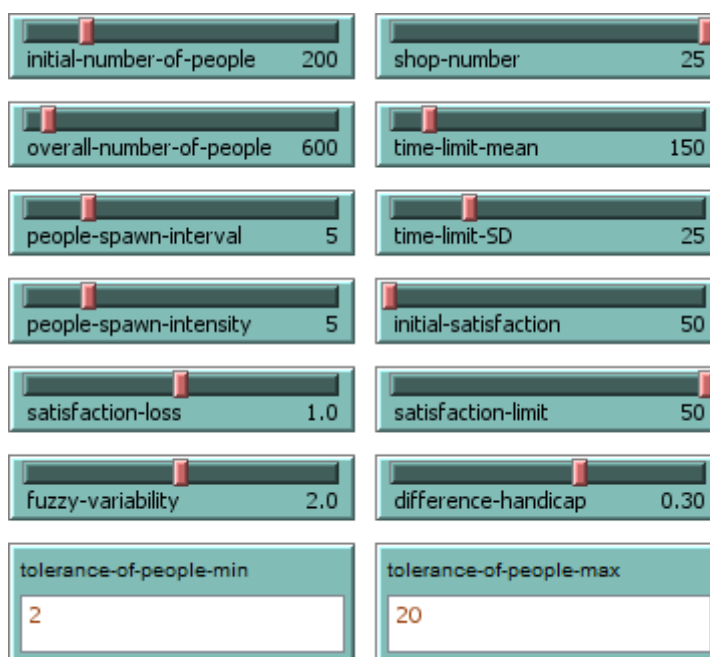 initial-number-of-people 200
shop-number 25
overall-number-of-people 600
time-limit-mean 150
people-spawn-interval 5
time-limit-SD 25
people-spawn-intensity 5
initial-satisfaction 50
satisfaction-loss 1.0
satisfaction-limit 50
fuzzy-variability 2.0
difference-handicap 0.30
tolerance-of-people-min
2
tolerance-of-people-max
20